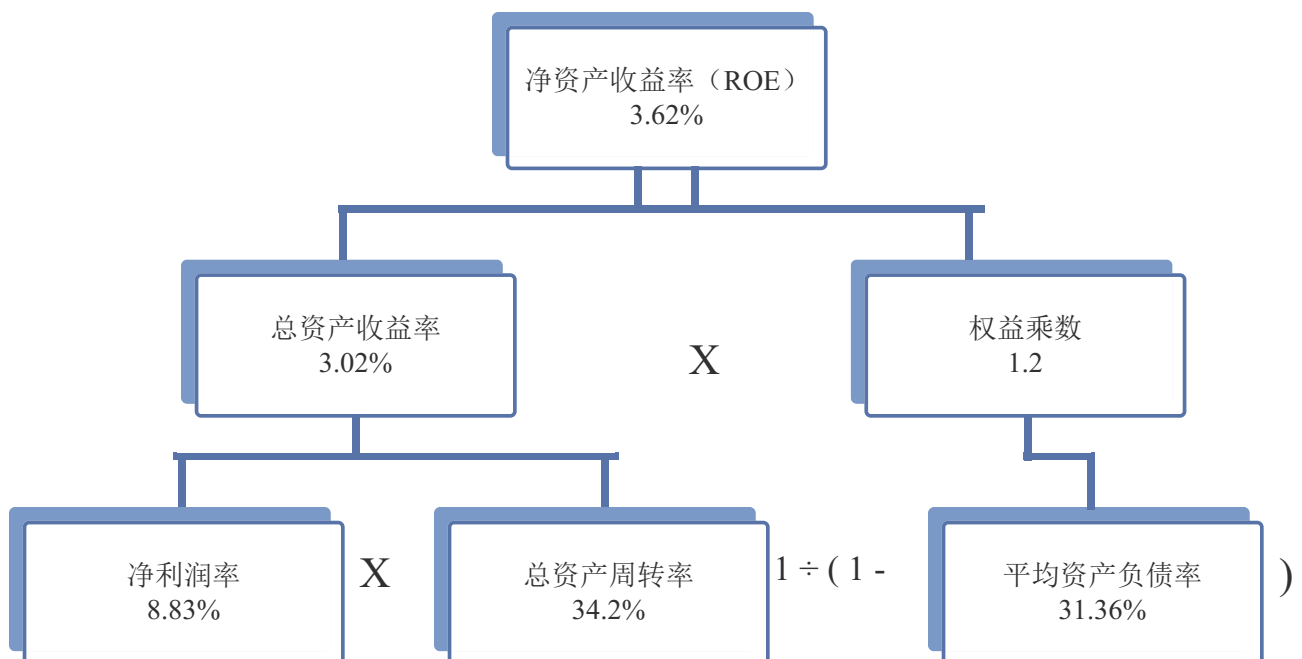 净资产收益率（ROE）
3.62%
总资产收益率
3.02%
X
权益乘数
1.2
净利润率
8.83%
X
总资产周转率
34.2%
1 ÷ ( 1 -
平均资产负债率
31.36%
)